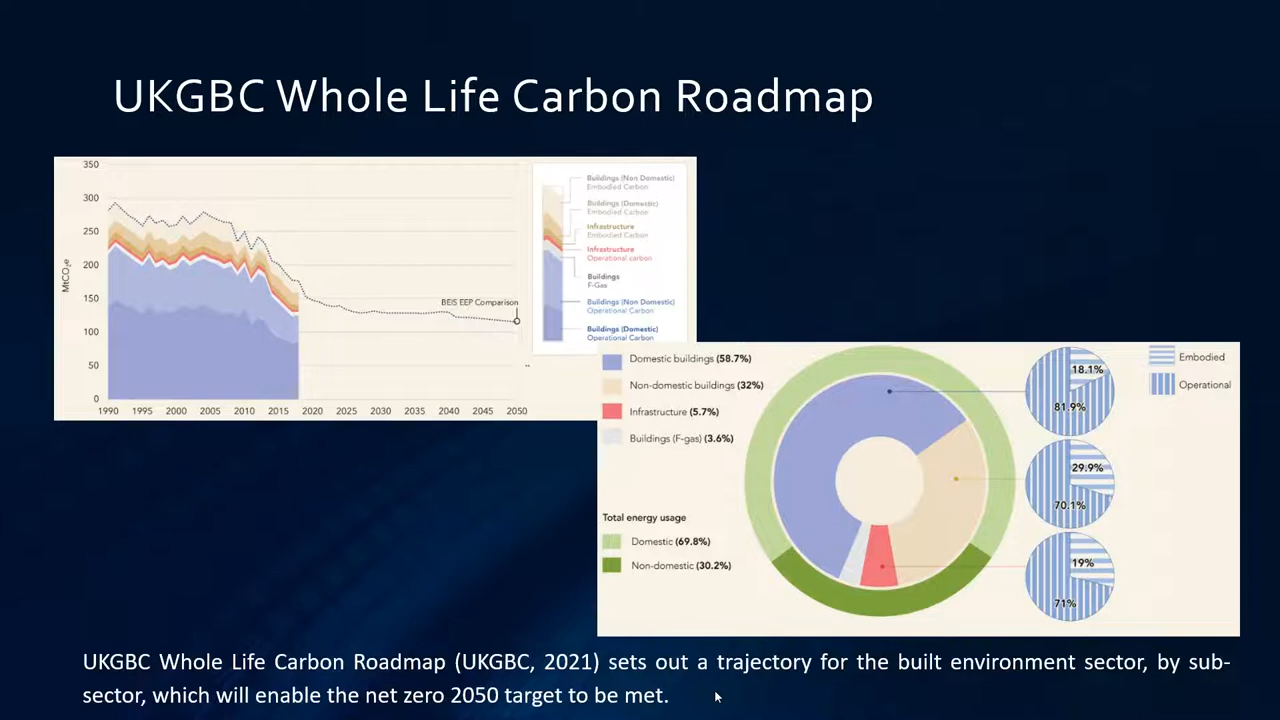 UKGBC Whole Life Carbon Roadmap
350
300
250
200
150
100
50
0
MtCO₂e
1990 1995 2000 2005 2010 2015 2020 2025 2030 2035 2040 2045 2050
BEIS EEP Comparison
Buildings (Non Domestic)
Embodied Carbon
Buildings (Domestic)
Embodied Carbon
Infrastructure
Embodied Carbon
Infrastructure
Operational carbon
Buildings
F-Gas
Buildings (Non Domestic)
Operational Carbon
Buildings (Domestic)
Operational Carbon
Domestic buildings (58.7%)
Non-domestic buildings (32%)
Infrastructure (5.7%)
Buildings (F-gas) (3.6%)
Total energy usage
Domestic (69.8%)
Non-domestic (30.2%)
18.1%
81.9%
29.9%
70.1%
19%
71%
Embodied
Operational
UKGBC Whole Life Carbon Roadmap (UKGBC, 2021) sets out a trajectory for the built environment sector, by sub-
sector, which will enable the net zero 2050 target to be met.